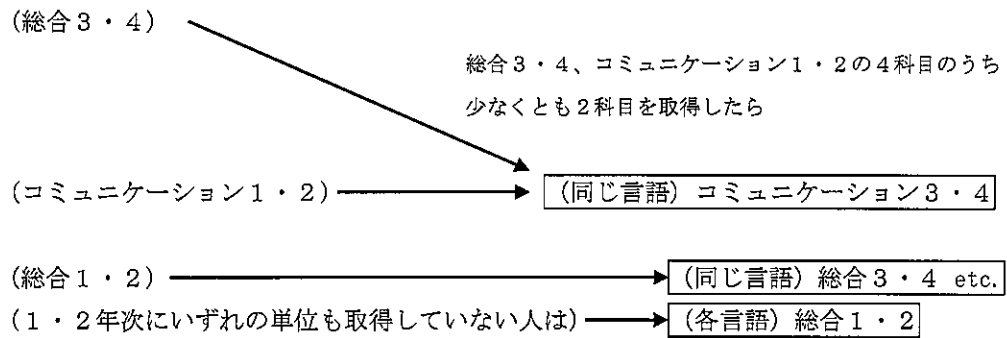 (総合3・4)
総合3・4、コミュニケーション1・2の4科目のうち
少なくとも2科目を取得したら
(コミュニケーション1・2)
(同じ言語)コミュニケーション3・4
(総合1・2)
(同じ言語)総合3・4 etc.
(1・2年次にいずれの単位も取得していない人は)
(各言語)総合1・2